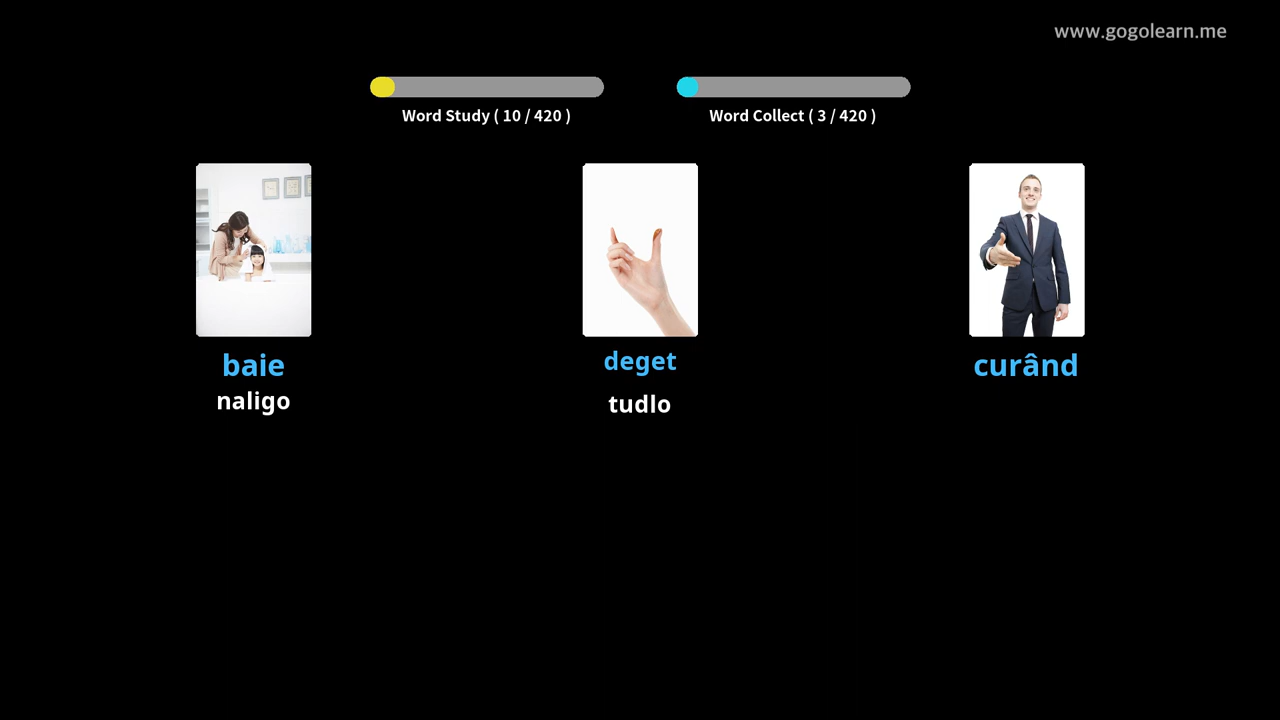 www.gogolearn.me
Word Study ( 10 / 420 )
Word Collect ( 3 / 420 )
baie
naligo
deget
tudlo
curând